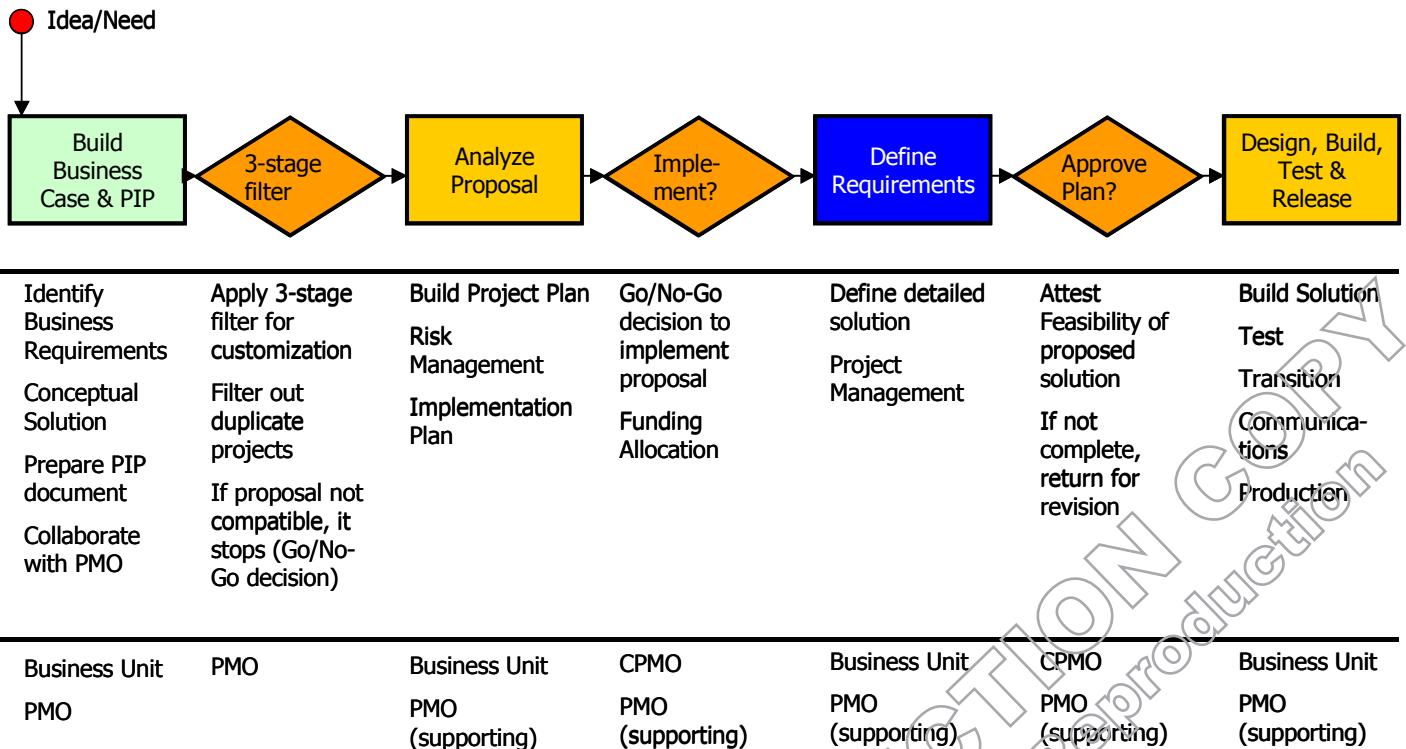 Idea/Need
Build
Business
Case & PIP
3-stage
filter
Analyze
Proposal
Imple-
ment?
Define
Requirements
Approve
Plan?
Design, Build,
Test &
Release
Identify
Business
Requirements
Conceptual
Solution
Prepare PIP
document
Collaborate
with PMO
Apply 3-stage
filter for
customization
Filter out
duplicate
projects
If proposal not
compatible, it
stops (Go/No-
Go decision)
Build Project Plan
Risk
Management
Implementation
Plan
Go/No-Go
decision to
implement
proposal
Funding
Allocation
Define detailed
solution
Project
Management
Attest
Feasibility of
proposed
solution
If not
complete,
return for
revision
Build Solution
Test
Transition
Communica-
tions
Production
Business Unit
PMO
PMO
Business Unit
PMO
(supporting)
CPMO
PMO
(supporting)
Business Unit
PMO
(supporting)
CPMO
PMO
(supporting)
Business Unit
PMO
(supporting)
CTION COPY
eproduction